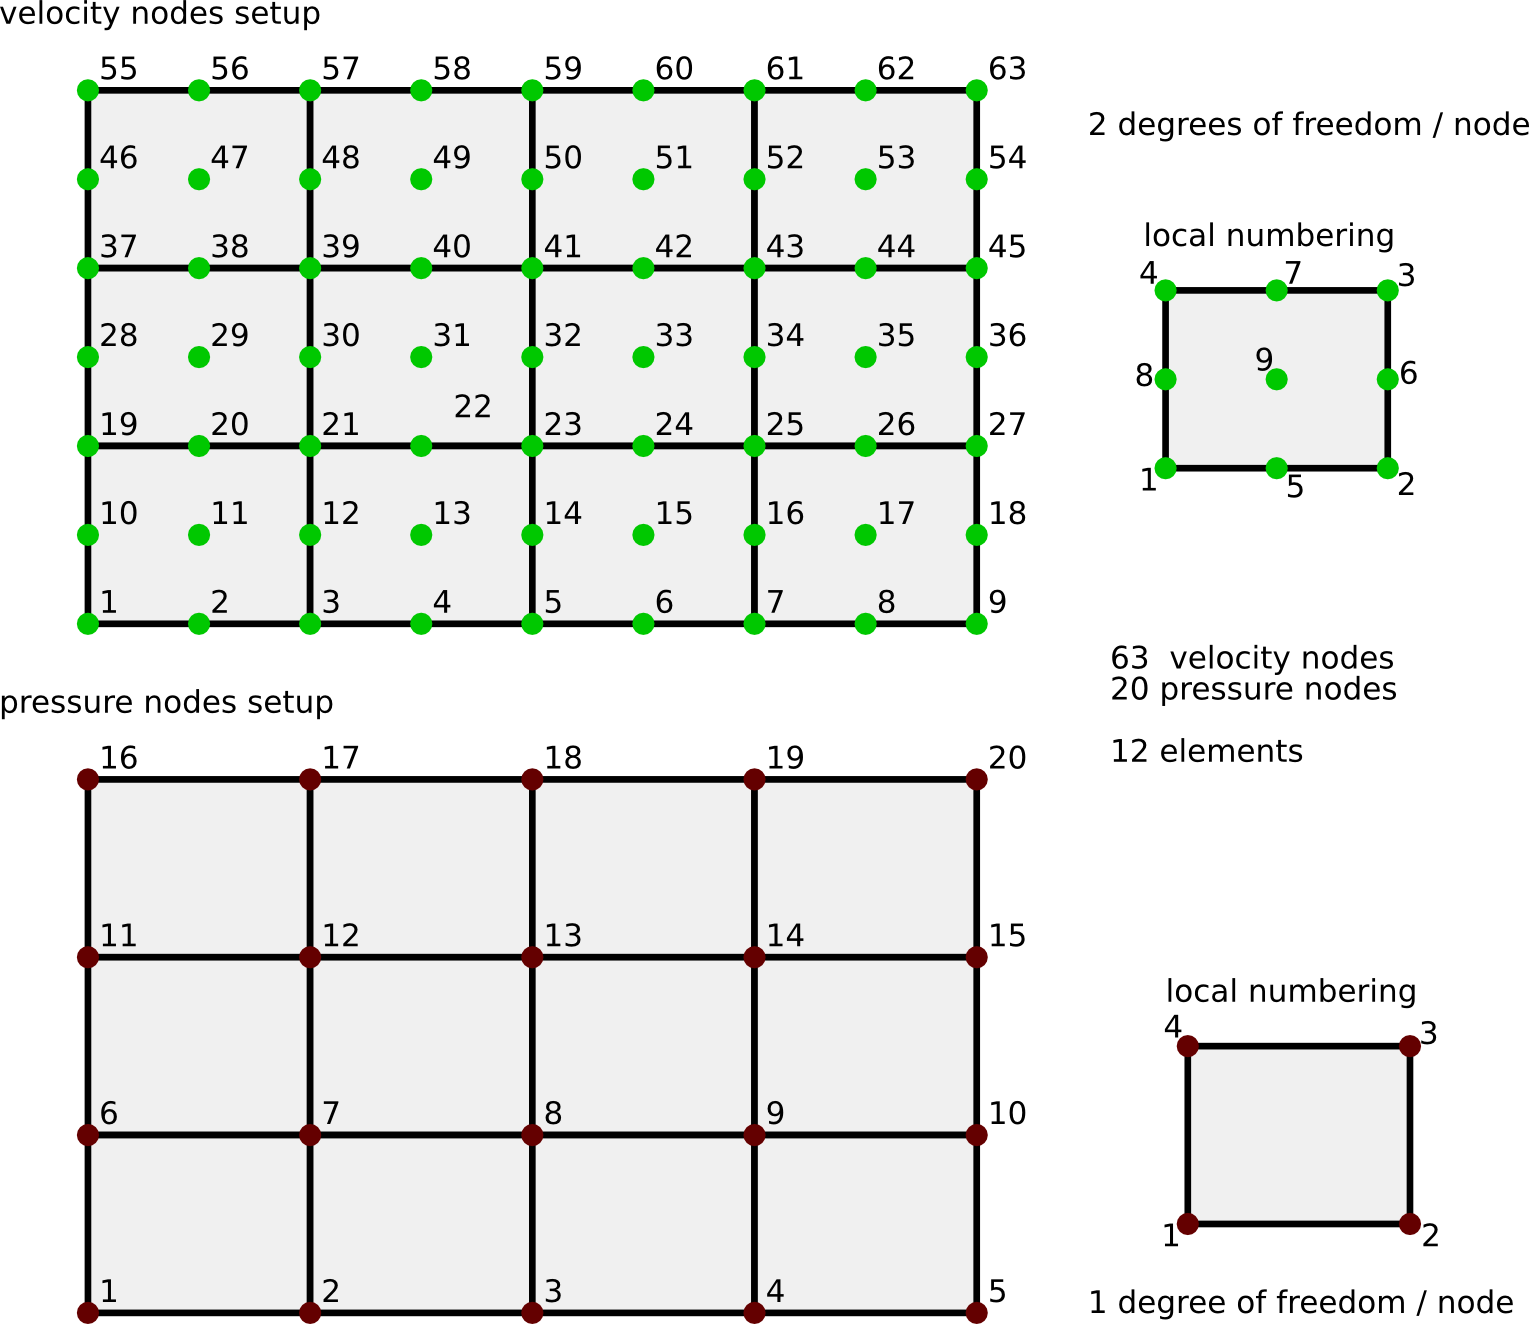 velocity nodes setup
55 56 57 58 59 60 61 62 63
2 degrees of freedom / node
46 47 48 49 50 51 52 53 54
local numbering
37 38 39 40 41 42 43 44 45
4 7 3
28 29 30 31 32 33 34 35 36
9
8 6
22
19 20 21 23 24 25 26 27
1 5 2
10 11 12 13 14 15 16 17 18
1 2 3 4 5 6 7 8 9
63 velocity nodes
20 pressure nodes
12 elements
pressure nodes setup
16 17 18 19 20
11 12 13 14 15
local numbering
4 3
6 7 8 9 10
1 2
1 2 3 4 5
1 degree of freedom / node